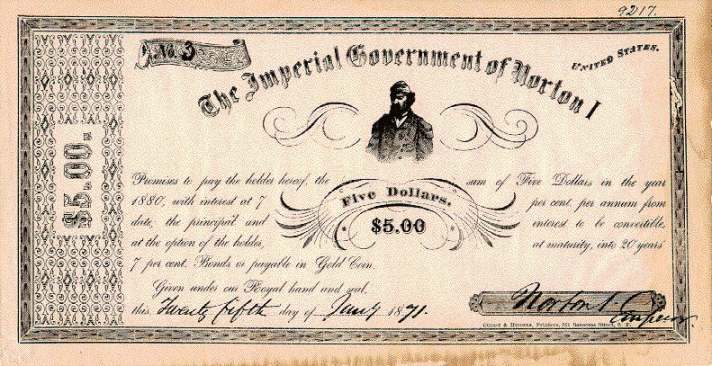 9217.
No. 3
UNITED STATES.
The Imperial Government of Norton I
$5.00.
Promises to pay the holder hereof, the sum of Five Dollars in the year
1880, with interest at 7 per cent. per annum from
Five Dollars.
date, the principal and interest to be convertible,
$5.00
at the option of the holder, at maturity, into 20 years'
7 per cent. Bonds or payable in Gold Coin.
Given under our Royal hand and seal,
this Twenty fifth day of Jany 1871.
Norton I.
Emperor.
Printers,